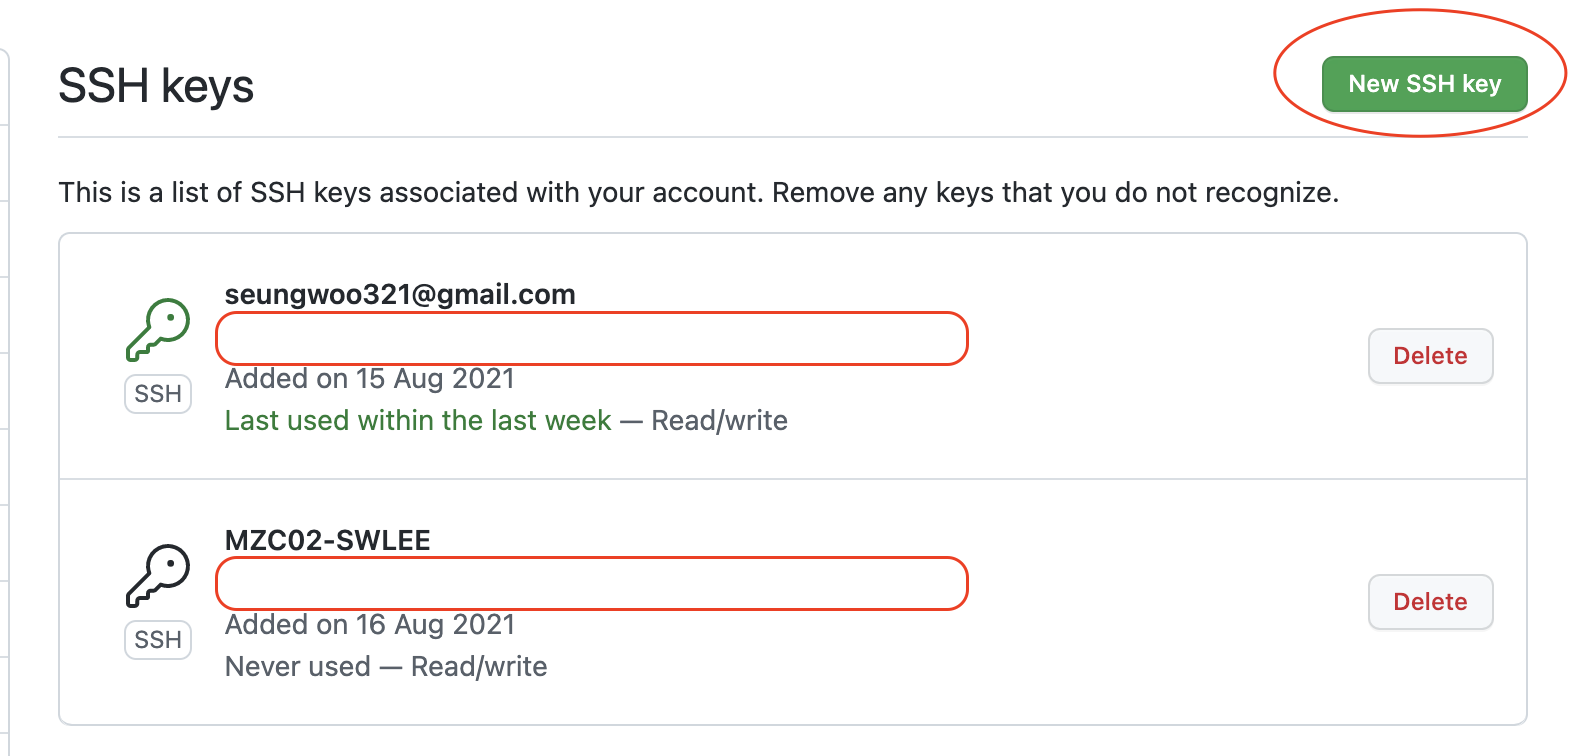 SSH keys
New SSH key
This is a list of SSH keys associated with your account. Remove any keys that you do not recognize.
seungwoo321@gmail.com
Added on 15 Aug 2021
Last used within the last week — Read/write
SSH
Delete
MZC02-SWLEE
Added on 16 Aug 2021
Never used — Read/write
SSH
Delete